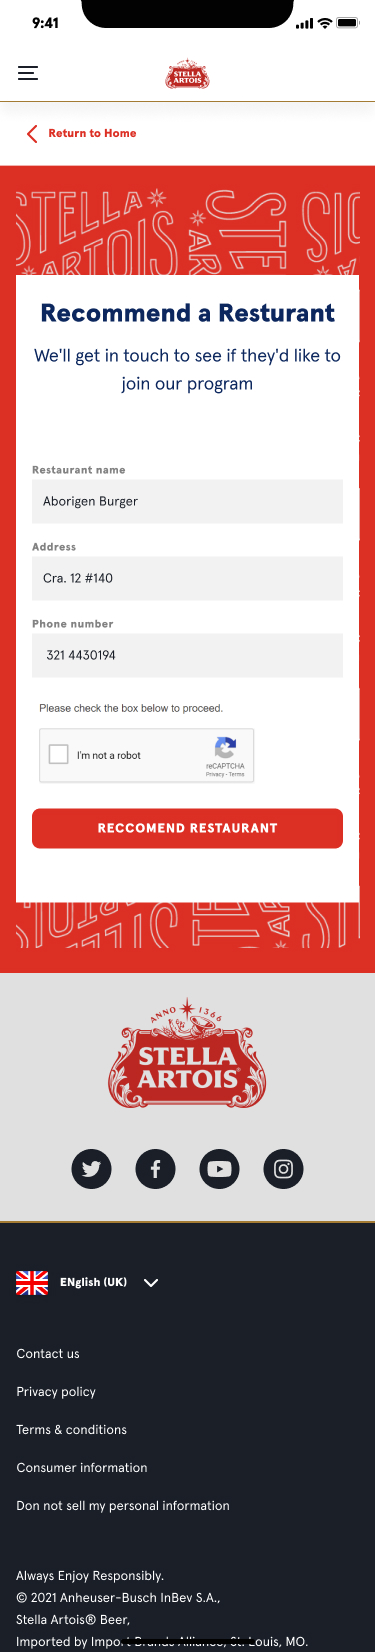 9:41
STELLA
ARTOIS
Return to Home
STELLA
ARTOIS
STE
AR
SI
Recommend a Resturant
We'll get in touch to see if they'd like to
join our program
Restaurant name
Aborigen Burger
Address
Cra. 12 #140
Phone number
321 4430194
Please check the box below to proceed.
I'm not a robot
reCAPTCHA
Privacy - Terms
RECCOMEND RESTAURANT
ANNO 1366
STELLA
ARTOIS
ENglish (UK)
Contact us
Privacy policy
Terms & conditions
Consumer information
Don not sell my personal information
Always Enjoy Responsibly.
© 2021 Anheuser-Busch InBev S.A.,
Stella Artois® Beer,
Imported by Import Brands Alliance, St. Louis, MO.